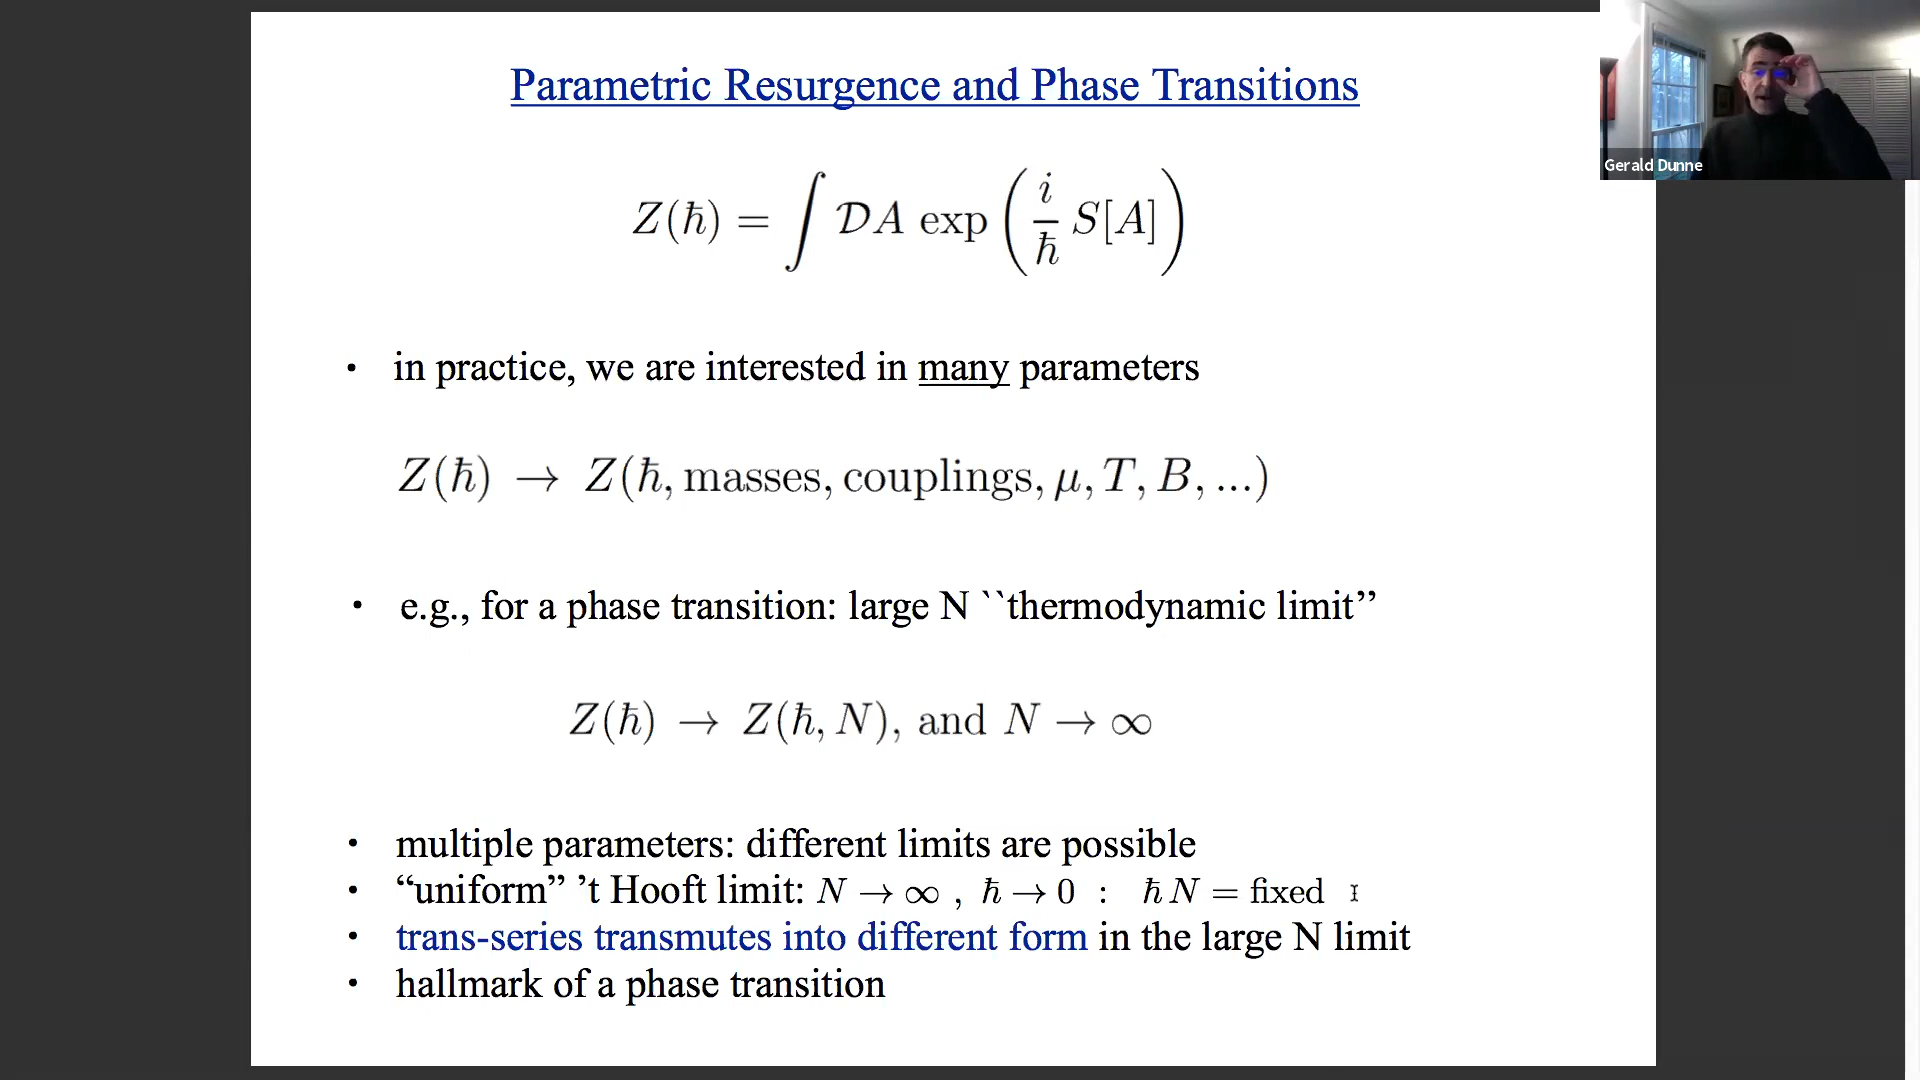 Parametric Resurgence and Phase Transitions
Gerald Dunne
Z(ℏ) = ∫ 𝒟A exp ( i/ℏ S[A] )
• in practice, we are interested in many parameters
Z(ℏ) → Z(ℏ, masses, couplings, μ, T, B, ...)
• e.g., for a phase transition: large N ``thermodynamic limit’’
Z(ℏ) → Z(ℏ, N), and N → ∞
• multiple parameters: different limits are possible
• “uniform” ’t Hooft limit: N → ∞ , ℏ → 0 : ℏ N = fixed
• trans-series transmutes into different form in the large N limit
• hallmark of a phase transition